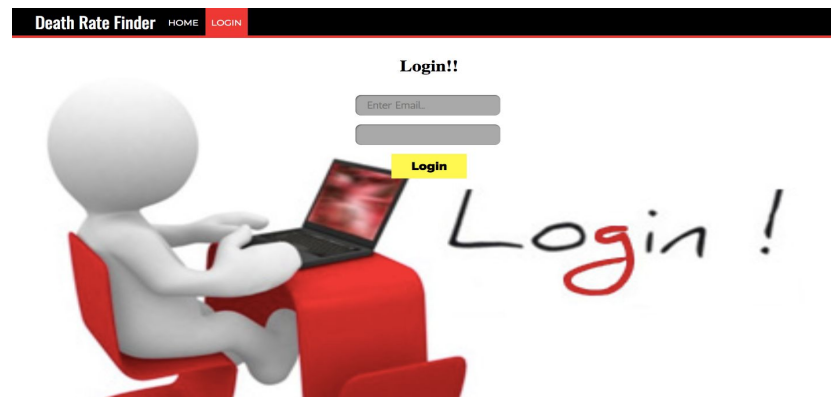 Death Rate Finder HOME LOGIN
Login!!
Enter Email..
Login
Login !